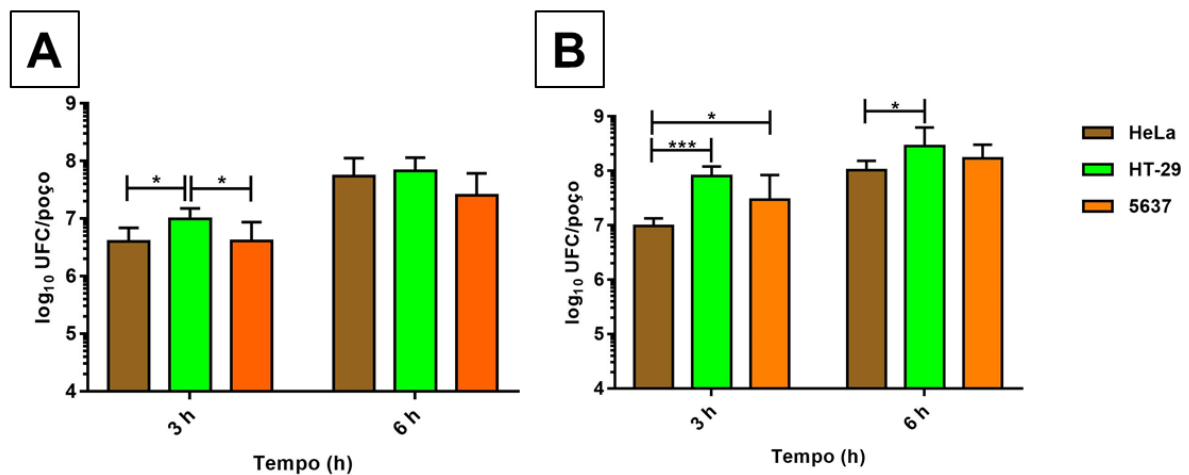 A
log₁₀ UFC/poço
9
8
7
6
5
4
*
*
3 h
6 h
Tempo (h)
B
log₁₀ UFC/poço
9
8
7
6
5
4
*
***
*
3 h
6 h
Tempo (h)
HeLa
HT-29
5637